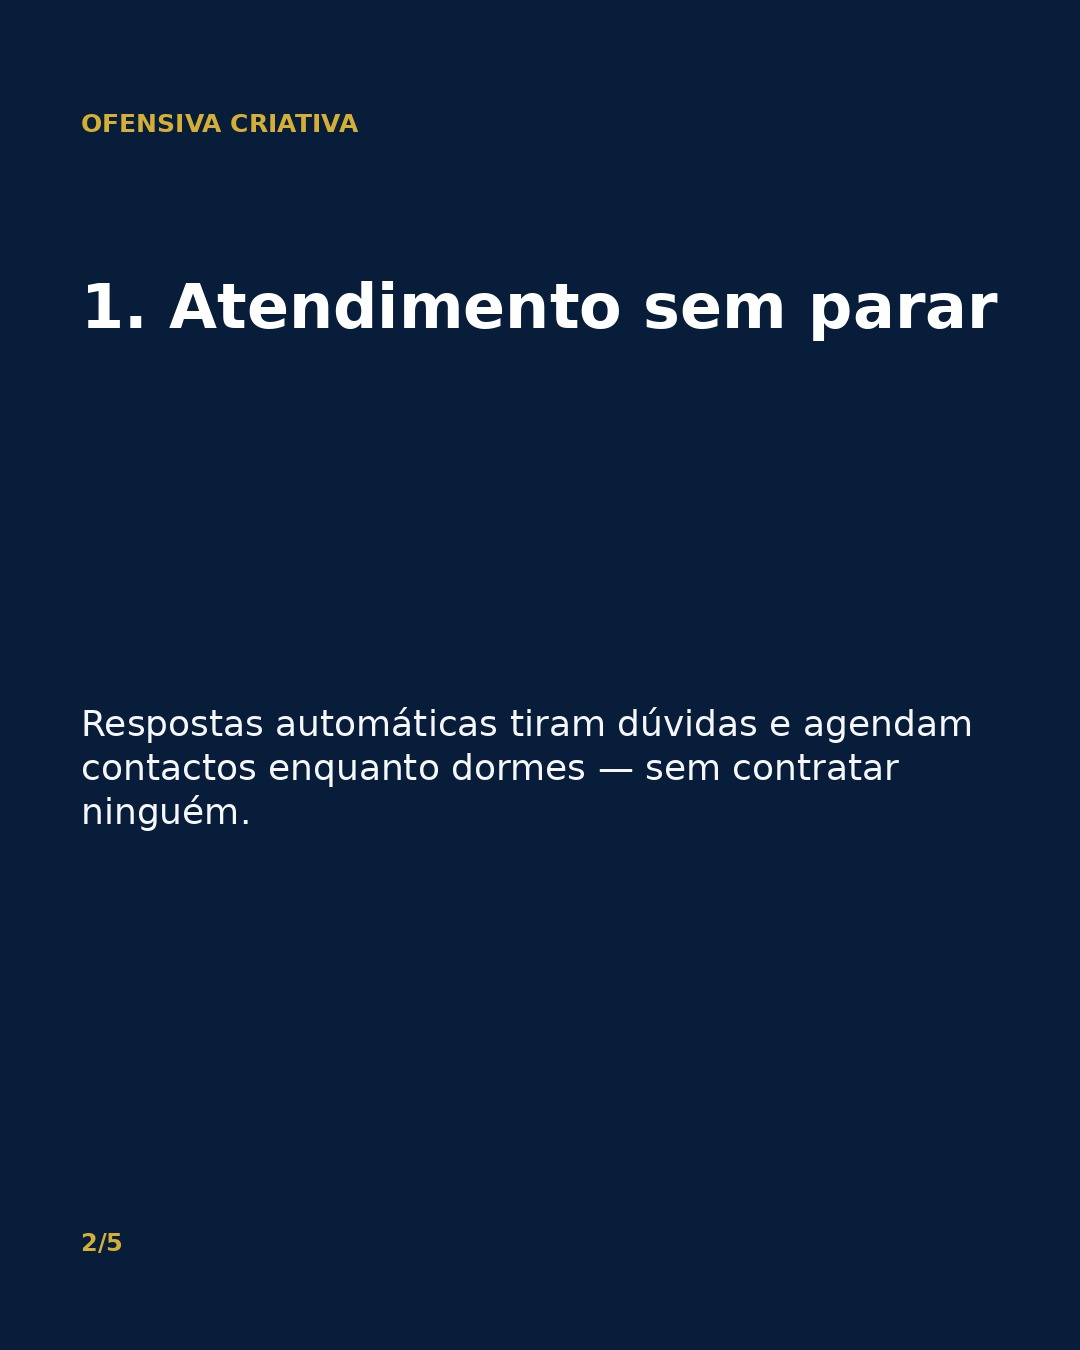 OFENSIVA CRIATIVA
1. Atendimento sem parar
Respostas automáticas tiram dúvidas e agendam
contactos enquanto dormes — sem contratar
ninguém.
2/5